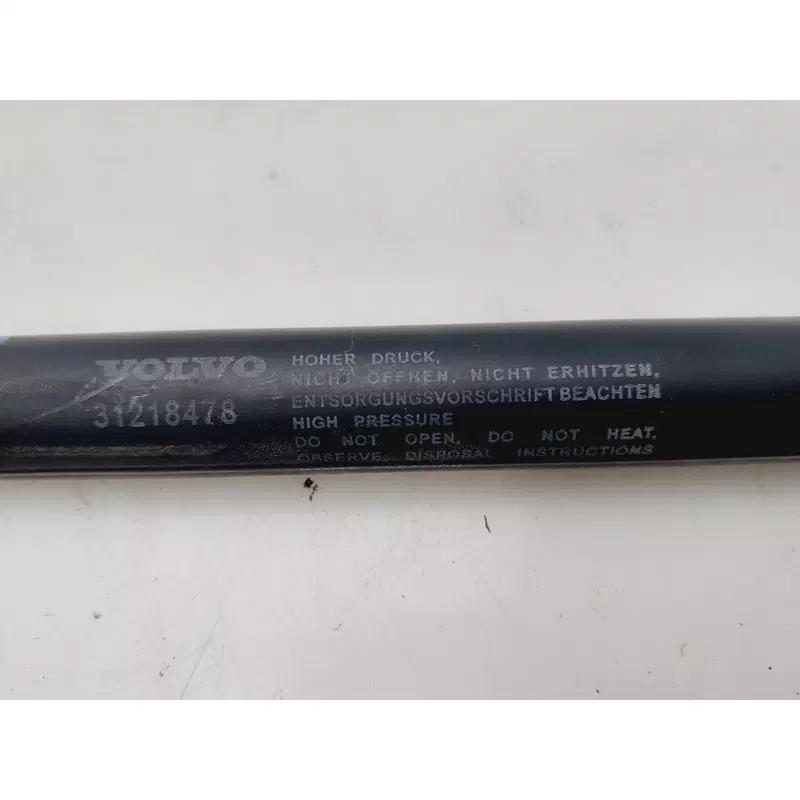 VOLVO
31218478
HOHER DRUCK,
NICHT ÖFFNEN, NICHT ERHITZEN,
ENTSORGUNGSVORSCHRIFT BEACHTEN
HIGH PRESSURE
DO NOT OPEN, DO NOT HEAT,
OBSERVE DISPOSAL INSTRUCTIONS